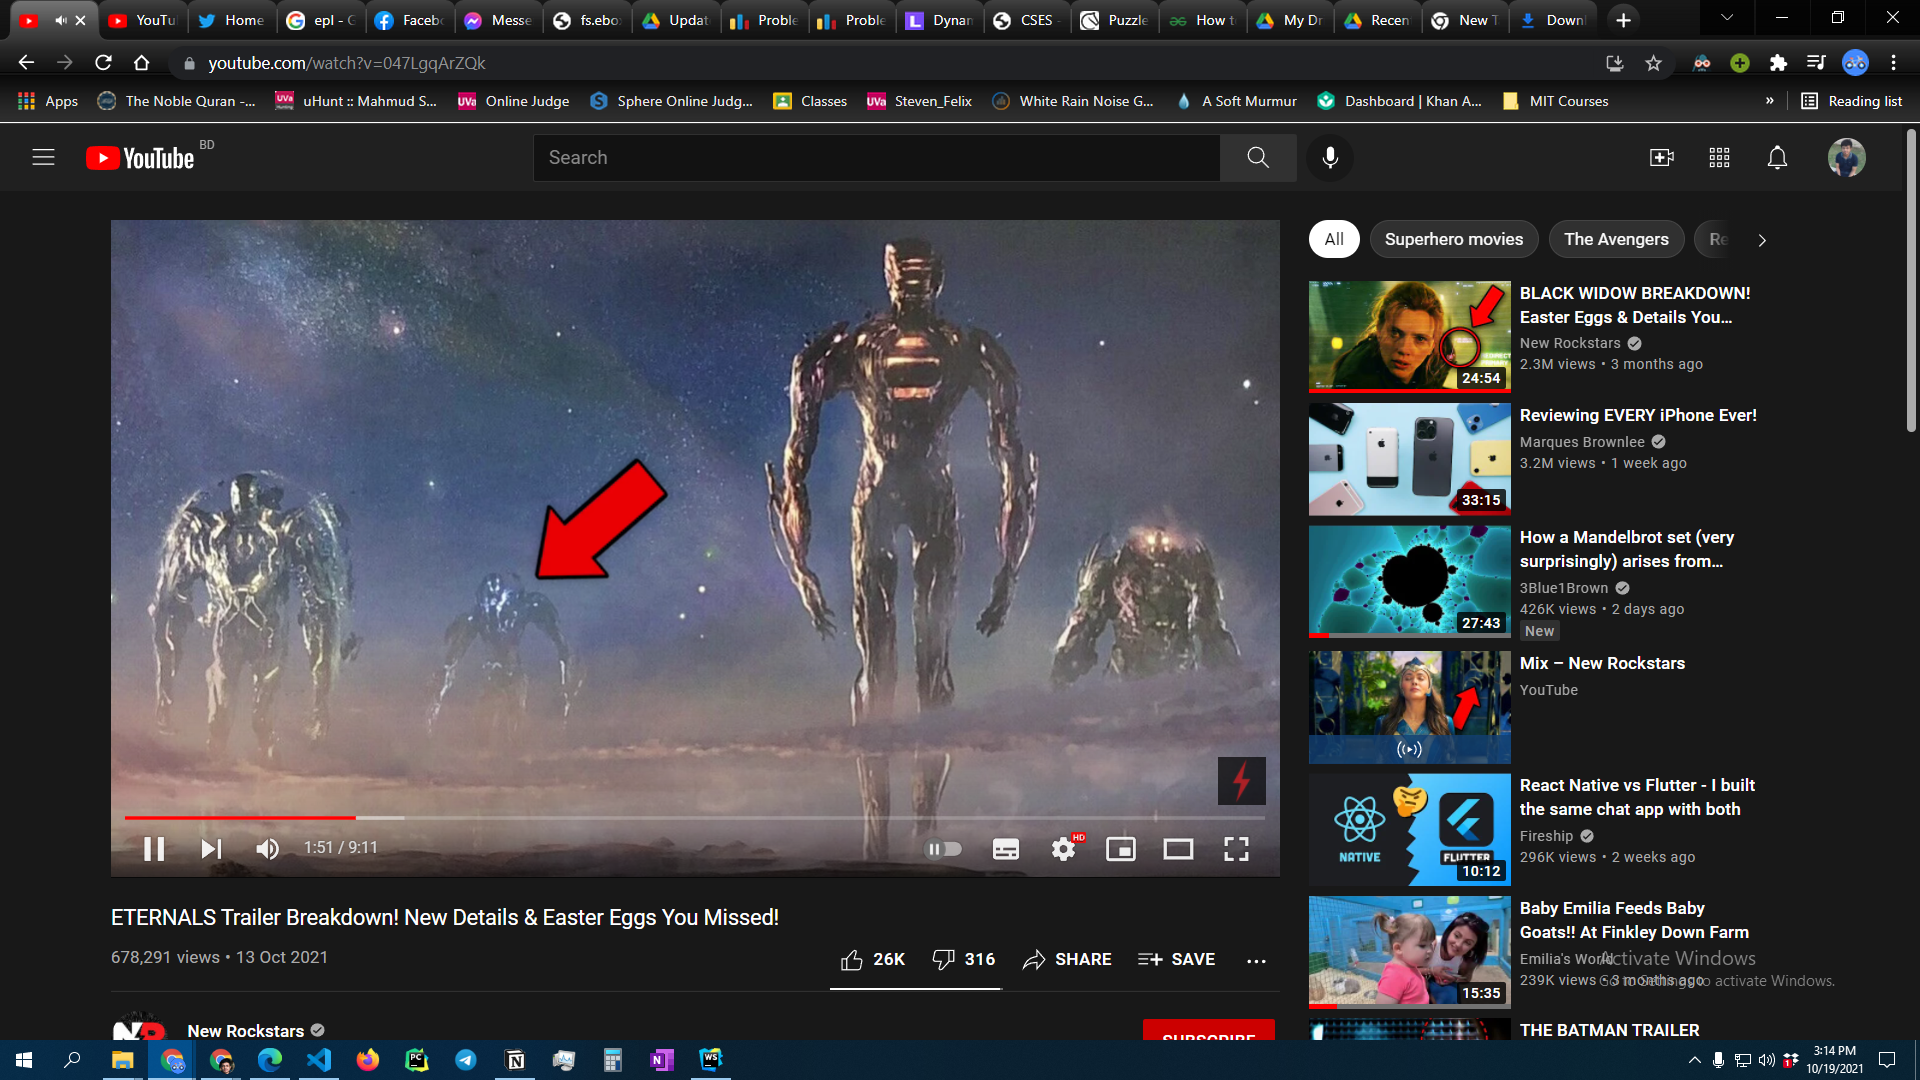 YouTu
Home
epl - G
Faceb
Messe
fs.ebo
Updat
Proble
Proble
Dynan
CSES -
Puzzle
How t
My Dr
Recen
New T
Downl
youtube.com/watch?v=047LgqArZQk
Apps
The Noble Quran -...
uHunt :: Mahmud S...
Online Judge
Sphere Online Judg...
Classes
Steven_Felix
White Rain Noise G...
A Soft Murmur
Dashboard | Khan A...
MIT Courses
»
Reading list
YouTube BD
Search
All
Superhero movies
The Avengers
Re
BLACK WIDOW BREAKDOWN!
Easter Eggs & Details You...
New Rockstars
2.3M views • 3 months ago
24:54
Reviewing EVERY iPhone Ever!
Marques Brownlee
3.2M views • 1 week ago
33:15
How a Mandelbrot set (very
surprisingly) arises from...
3Blue1Brown
426K views • 2 days ago
New
27:43
Mix – New Rockstars
YouTube
React Native vs Flutter - I built
the same chat app with both
Fireship
296K views • 2 weeks ago
NATIVE
FLUTTER
10:12
Baby Emilia Feeds Baby
Goats!! At Finkley Down Farm
Emilia's World
239K views • 3 months ago
15:35
Activate Windows
Go to Settings to activate Windows.
THE BATMAN TRAILER
1:51 / 9:11
HD
ETERNALS Trailer Breakdown! New Details & Easter Eggs You Missed!
678,291 views • 13 Oct 2021
26K
316
SHARE
SAVE
New Rockstars
SUBSCRIBE
3:14 PM
10/19/2021